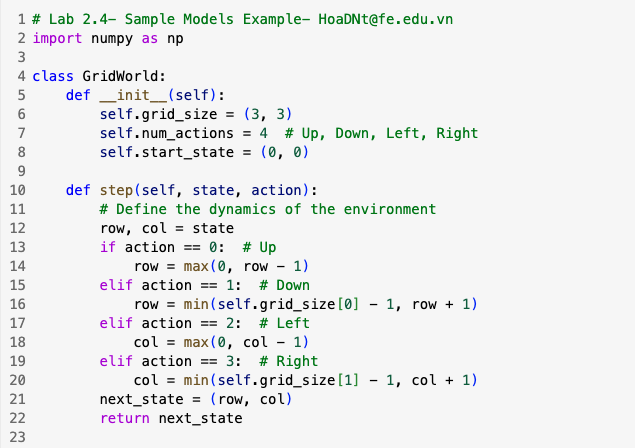 1 # Lab 2.4– Sample Models Example– HoaDNt@fe.edu.vn
2 import numpy as np
3
4 class GridWorld:
5     def __init__(self):
6         self.grid_size = (3, 3)
7         self.num_actions = 4  # Up, Down, Left, Right
8         self.start_state = (0, 0)
9
10     def step(self, state, action):
11         # Define the dynamics of the environment
12         row, col = state
13         if action == 0:  # Up
14             row = max(0, row - 1)
15         elif action == 1:  # Down
16             row = min(self.grid_size[0] - 1, row + 1)
17         elif action == 2:  # Left
18             col = max(0, col - 1)
19         elif action == 3:  # Right
20             col = min(self.grid_size[1] - 1, col + 1)
21         next_state = (row, col)
22         return next_state
23